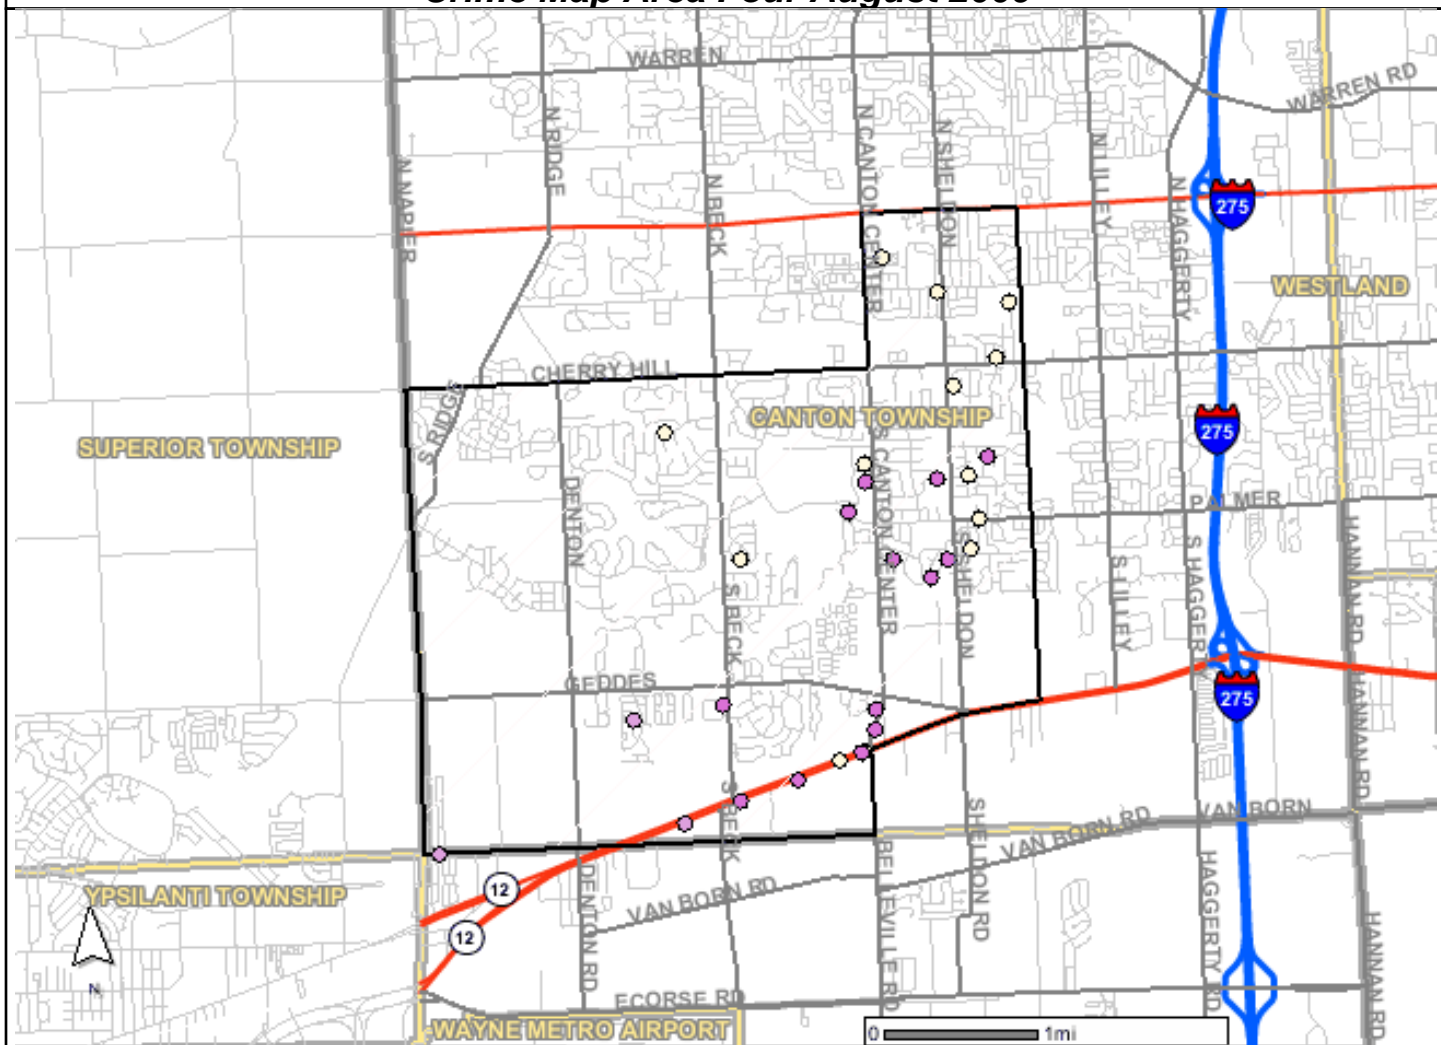 WARREN
WARREN RD
N RIDGE
N CANTON CENTER
N SHELDON
N LILLEY
N NAPIER
N BECK
N HAGGERTY
275
WESTLAND
CHERRY HILL
S RIDGE
CANTON TOWNSHIP
275
SUPERIOR TOWNSHIP
S CANTON CENTER
DENTON
PALMER
HANNAN RD
S SHELDON
S HAGGERTY
S LILLEY
S BECK
GEDDES
HANNAN RD
275
S BECK
SHELDON RD
VAN BORN RD
VAN BORN
BELLEVILLE RD
HAGGERTY RD
YPSILANTI TOWNSHIP
12
DENTON RD
VAN BORN RD
12
HANNAN RD
N
ECORSE RD
WAYNE METRO AIRPORT
0 1mi